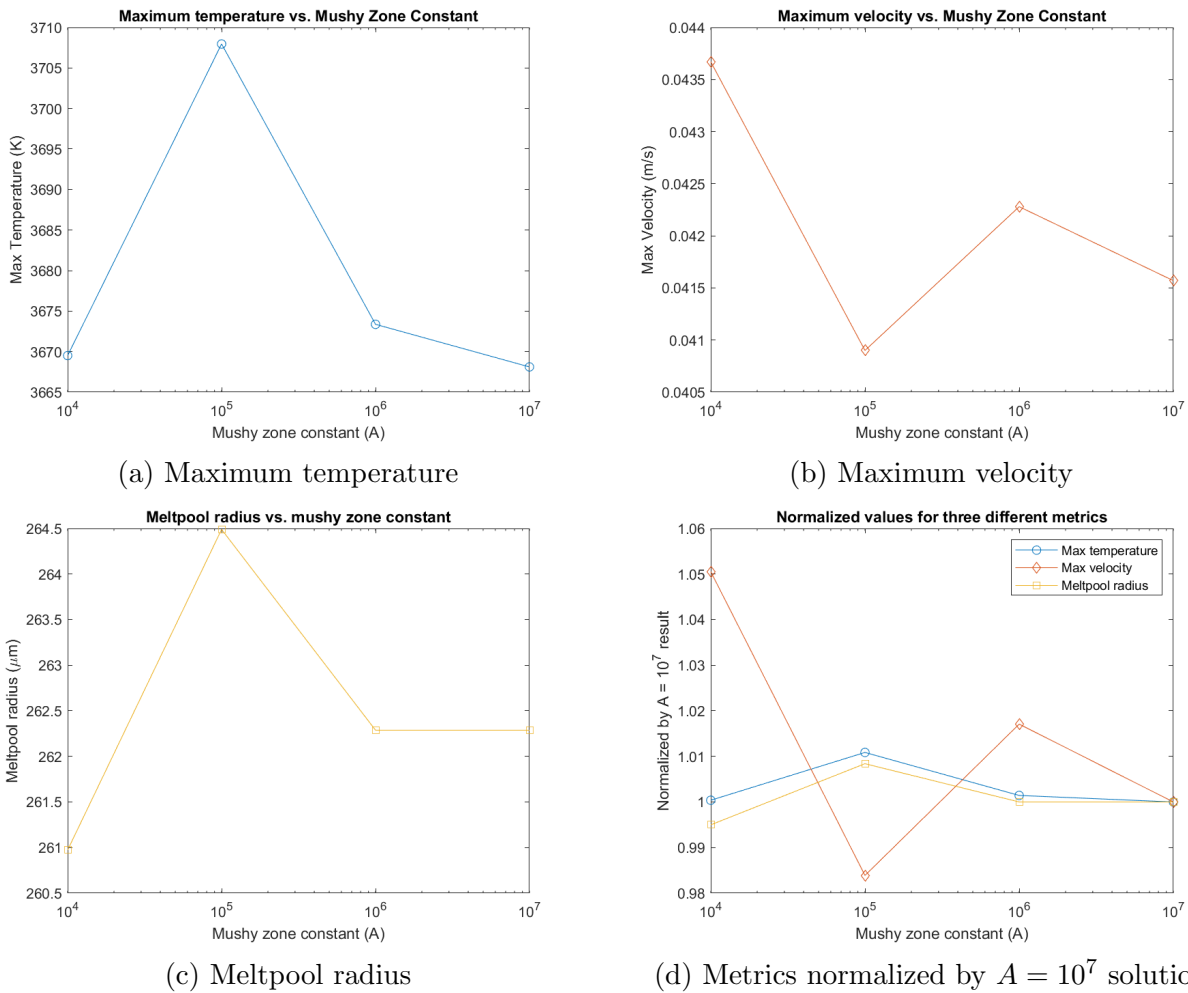 Maximum temperature vs. Mushy Zone Constant
3710
3705
3700
3695
3690
3685
3680
3675
3670
3665
Max Temperature (K)
10^4
10^5
10^6
10^7
Mushy zone constant (A)
(a) Maximum temperature
Maximum velocity vs. Mushy Zone Constant
0.044
0.0435
0.043
0.0425
0.042
0.0415
0.041
0.0405
Max Velocity (m/s)
10^4
10^5
10^6
10^7
Mushy zone constant (A)
(b) Maximum velocity
Meltpool radius vs. mushy zone constant
264.5
264
263.5
263
262.5
262
261.5
261
260.5
Meltpool radius (μm)
10^4
10^5
10^6
10^7
Mushy zone constant (A)
(c) Meltpool radius
Normalized values for three different metrics
1.06
1.05
1.04
1.03
1.02
1.01
1
0.99
0.98
Normalized by A = 10^7 result
Max temperature
Max velocity
Meltpool radius
10^4
10^5
10^6
10^7
Mushy zone constant (A)
(d) Metrics normalized by A = 10^7 solutio